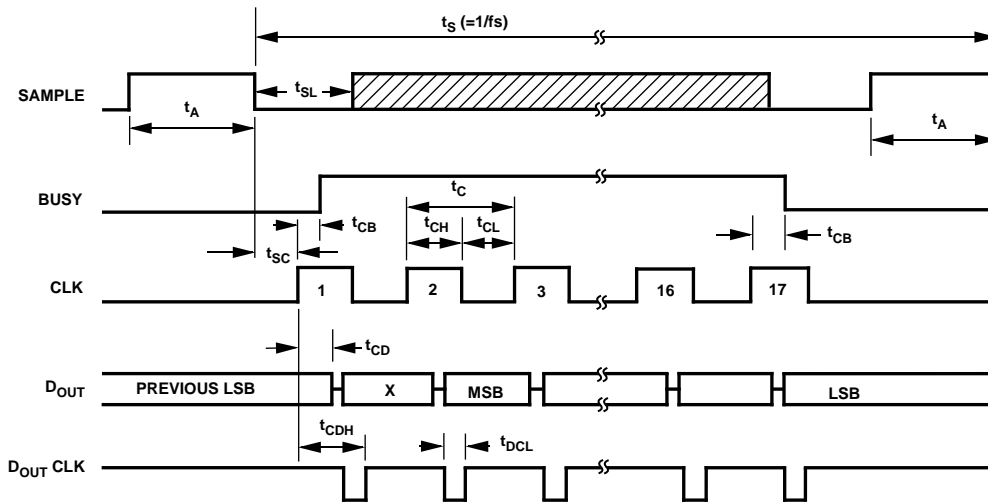 tS (=1/fs)
SAMPLE
tSL
tA
tA
BUSY
tC
tCB
tCH
tCL
tCB
tSC
CLK
1
2
3
16
17
tCD
DOUT
PREVIOUS LSB
X
MSB
LSB
tCDH
tDCL
DOUT CLK